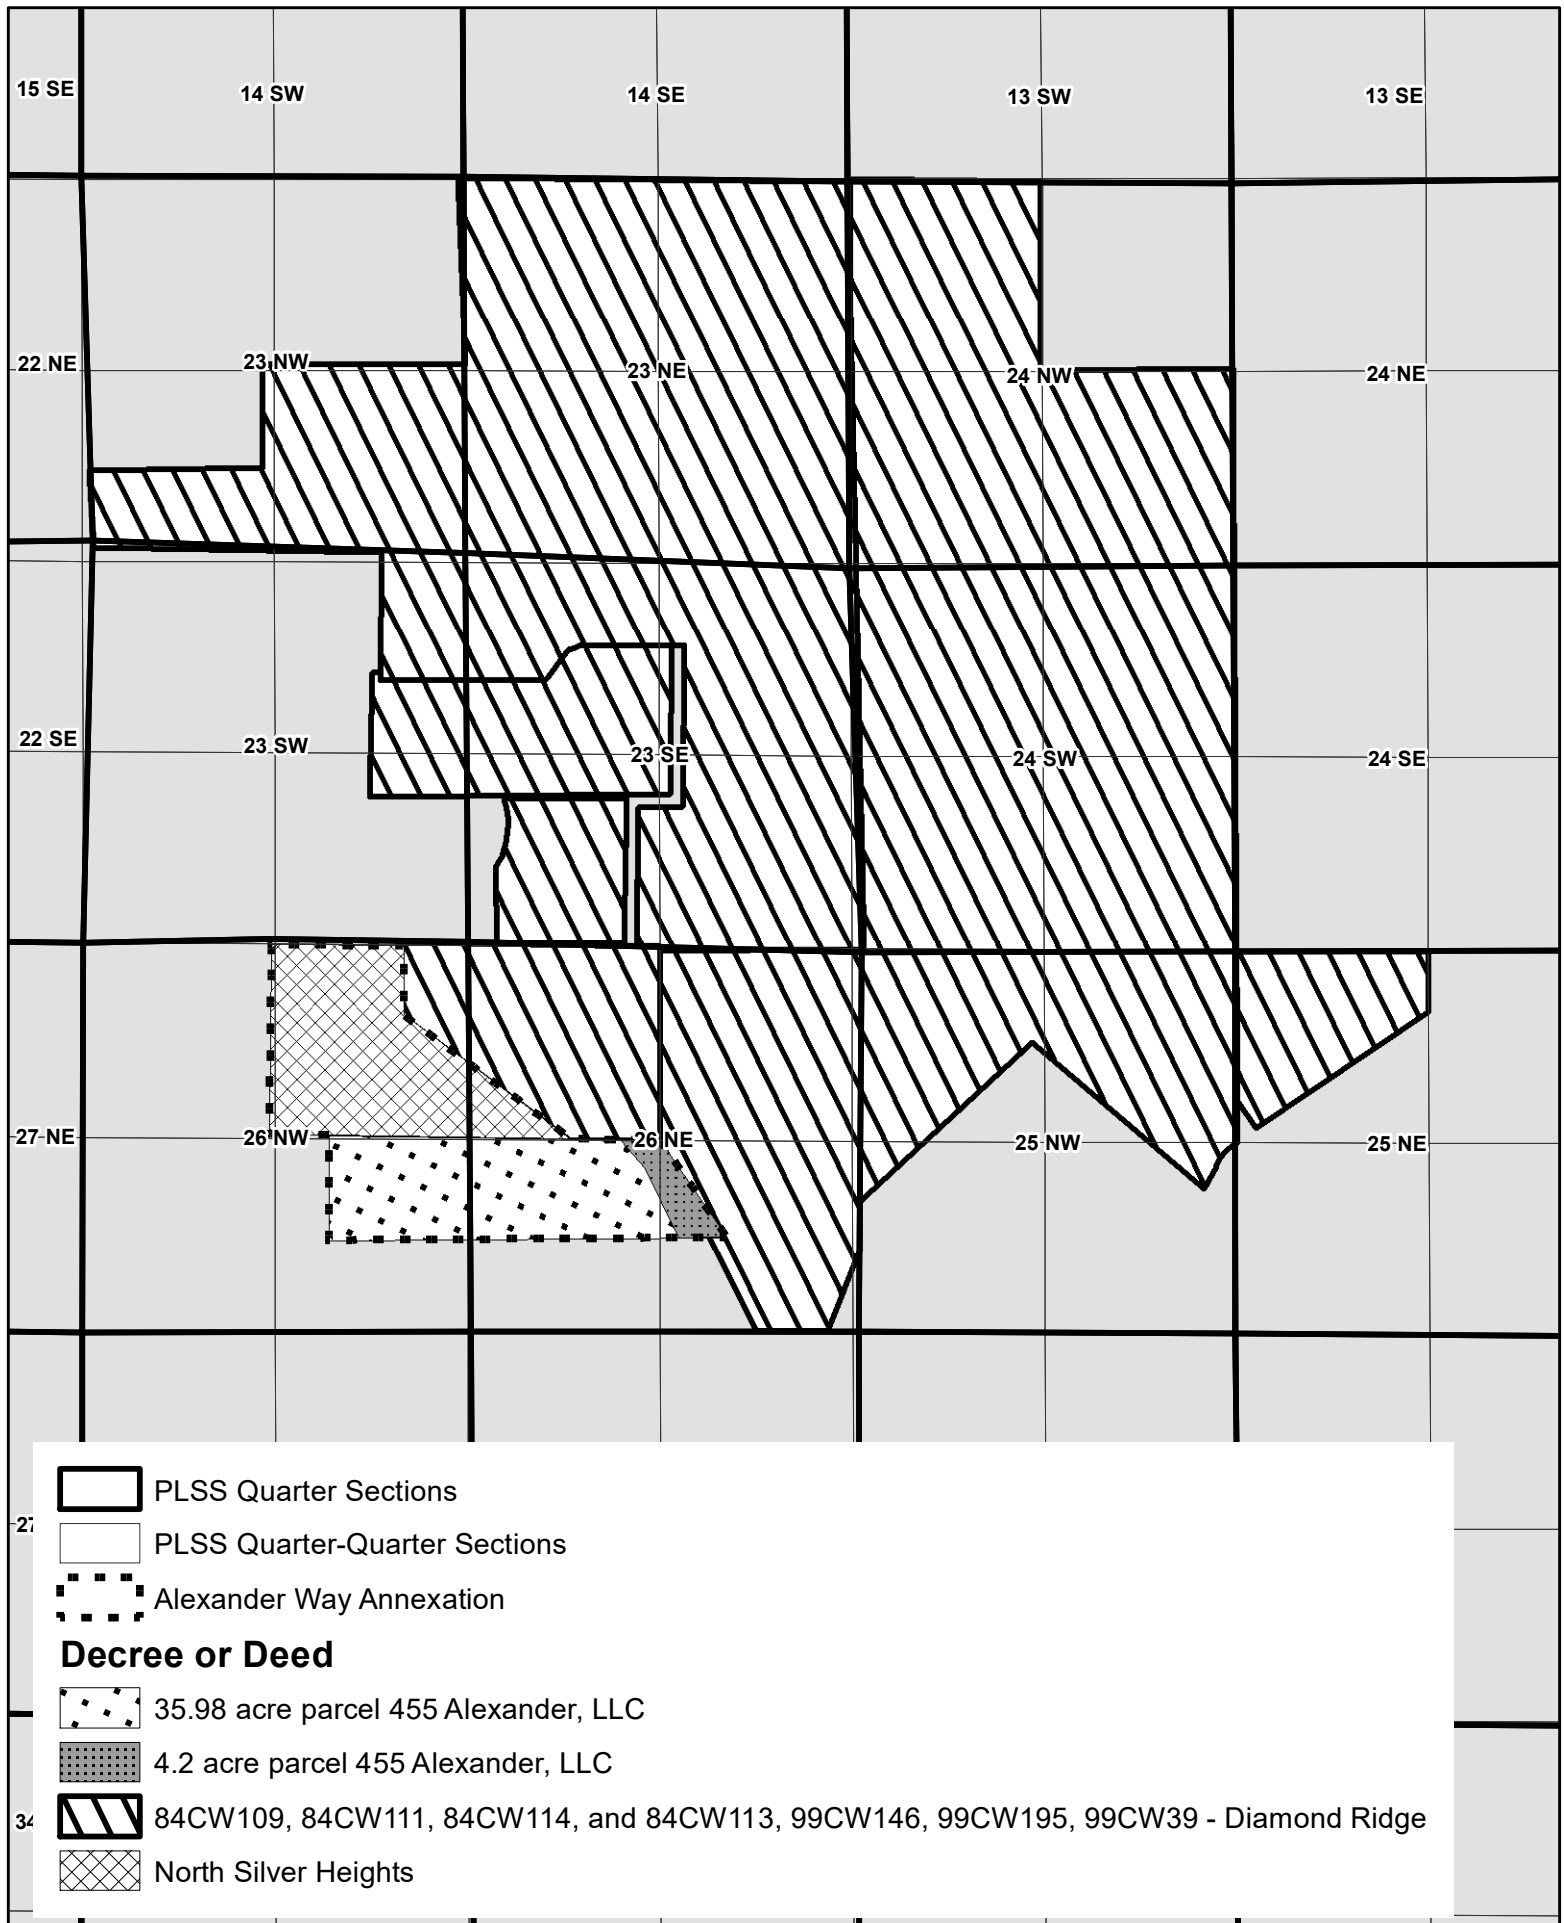 15 SE
14 SW
14 SE
13 SW
13 SE
22 NE
23 NW
23 NE
24 NW
24 NE
22 SE
23 SW
23 SE
24 SW
24 SE
27 NE
26 NW
26 NE
25 NW
25 NE
27
34
PLSS Quarter Sections
PLSS Quarter-Quarter Sections
Alexander Way Annexation
Decree or Deed
35.98 acre parcel 455 Alexander, LLC
4.2 acre parcel 455 Alexander, LLC
84CW109, 84CW111, 84CW114, and 84CW113, 99CW146, 99CW195, 99CW39 - Diamond Ridge
North Silver Heights